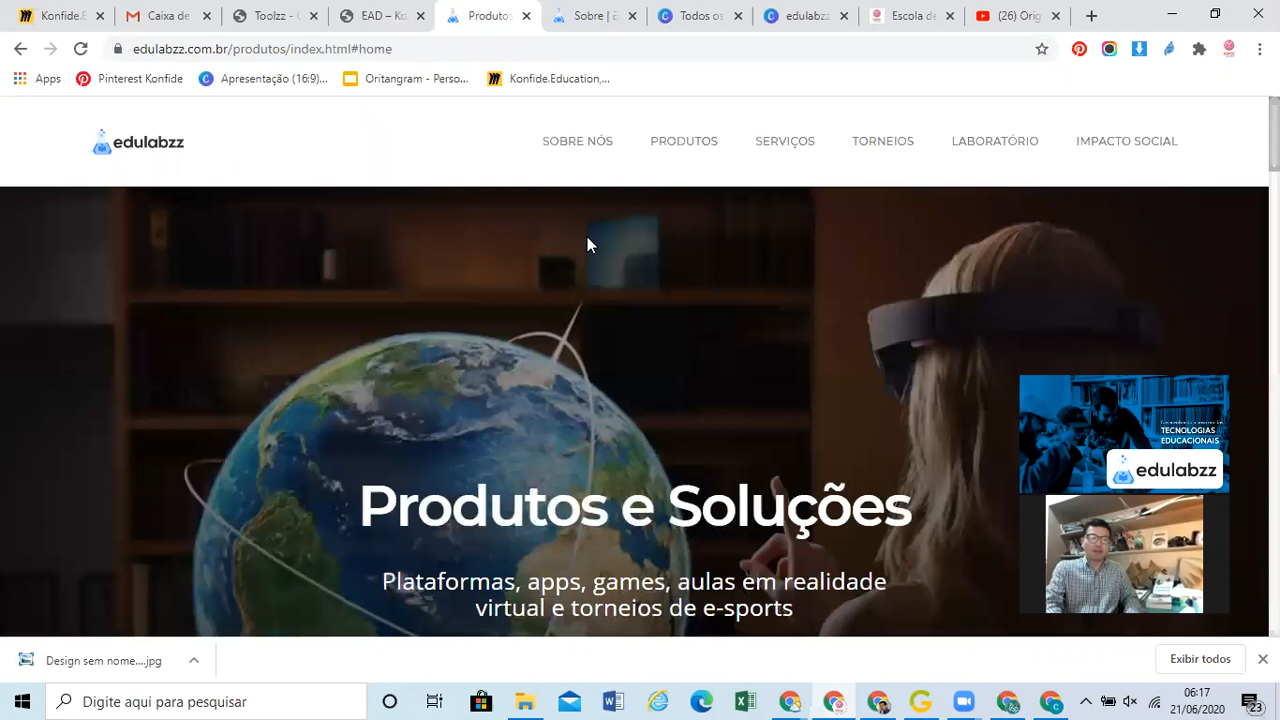 Konfide.E
Caixa de
Toolzz - (
EAD – Ko
Produtos
Sobre | E
Todos o
edulabzz
Escola de
(26) Orig
edulabzz.com.br/produtos/index.html#home
Apps
Pinterest Konfide
Apresentação (16:9)...
Oritangram - Perso...
Konfide.Education,...
edulabzz
SOBRE NÓS
PRODUTOS
SERVIÇOS
TORNEIOS
LABORATÓRIO
IMPACTO SOCIAL
TECNOLOGIAS
EDUCACIONAIS
edulabzz
Produtos e Soluções
Plataformas, apps, games, aulas em realidade
virtual e torneios de e-sports
Design sem nome....jpg
Exibir todos
Digite aqui para pesquisar
06:17
21/06/2020
23